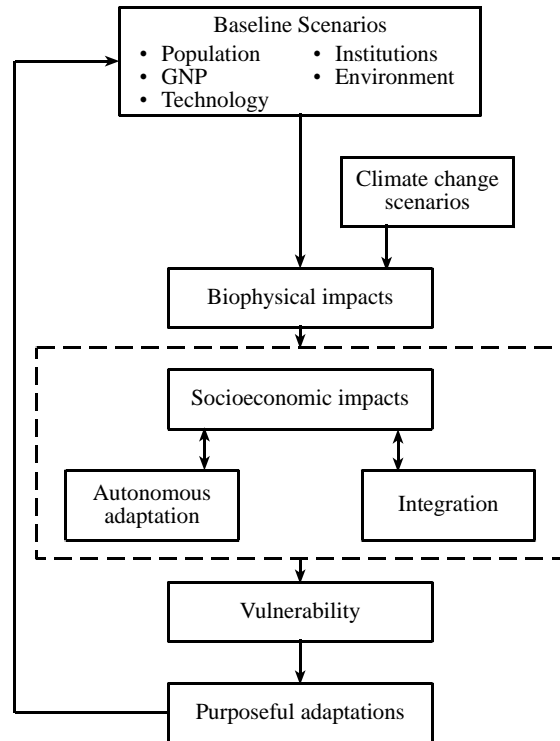 Baseline Scenarios
• Population • Institutions
• GNP • Environment
• Technology
Climate change
scenarios
Biophysical impacts
Socioeconomic impacts
Autonomous
adaptation
Integration
Vulnerability
Purposeful adaptations